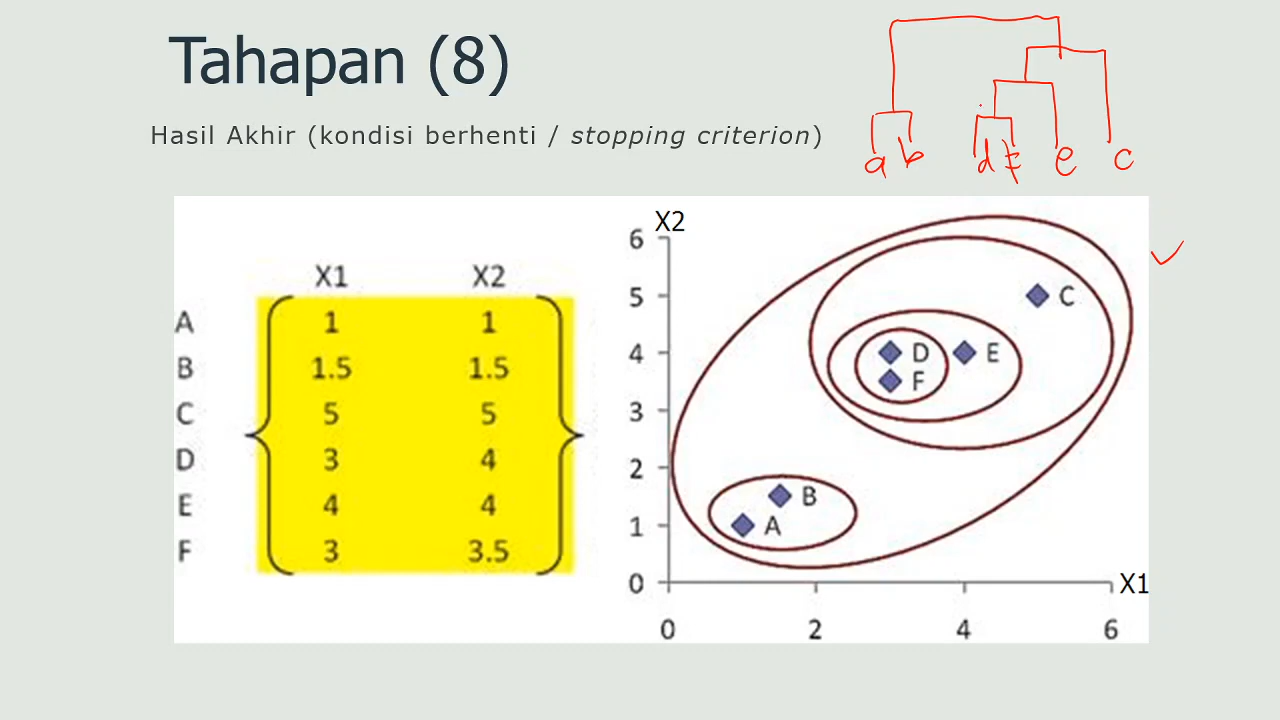 Tahapan (8)
Hasil Akhir (kondisi berhenti / stopping criterion)
a b d F e c
X1 X2
A 1 1
B 1.5 1.5
C 5 5
D 3 4
E 4 4
F 3 3.5
X2
6
5
4
3
2
1
0
C
D E
F
B
A
X1
0 2 4 6